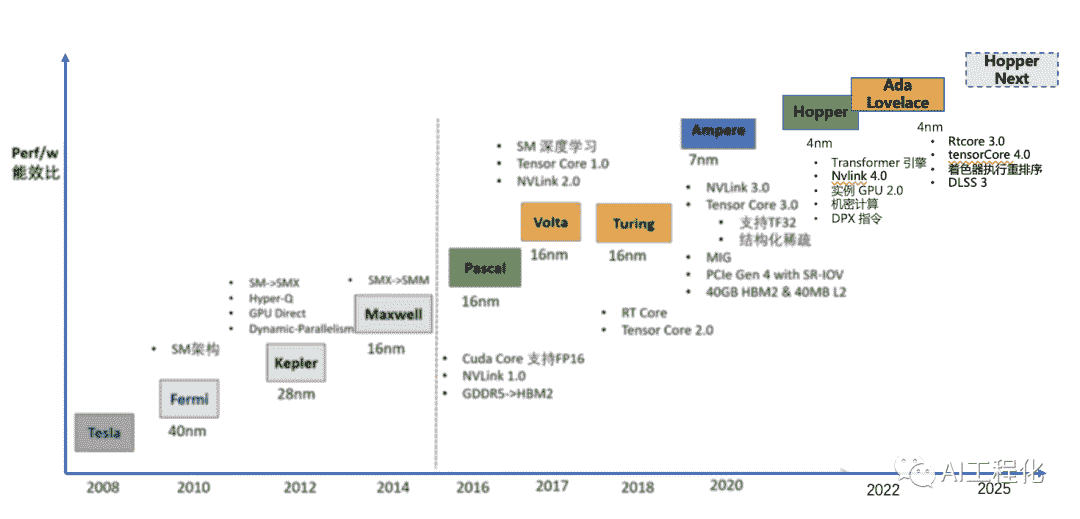 Perf/w
能效比
Tesla
Fermi
40nm
SM架构
Kepler
28nm
SM->SMX
Hyper-Q
GPU Direct
Dynamic-Parallelism
Maxwell
16nm
SMX->SMM
Pascal
16nm
Cuda Core 支持FP16
NVLink 1.0
GDDR5->HBM2
Volta
16nm
SM 深度学习
Tensor Core 1.0
NVLink 2.0
Turing
16nm
RT Core
Tensor Core 2.0
Ampere
7nm
NVLink 3.0
Tensor Core 3.0
支持TF32
结构化稀疏
MIG
PCIe Gen 4 with SR-IOV
40GB HBM2 & 40MB L2
Hopper
4nm
Transformer 引擎
Nvlink 4.0
实例 GPU 2.0
机密计算
DPX 指令
Ada
Lovelace
4nm
Rtcore 3.0
tensorCore 4.0
着色器执行重排序
DLSS 3
Hopper
Next
2008
2010
2012
2014
2016
2017
2018
2020
2022
2025
AI工程化